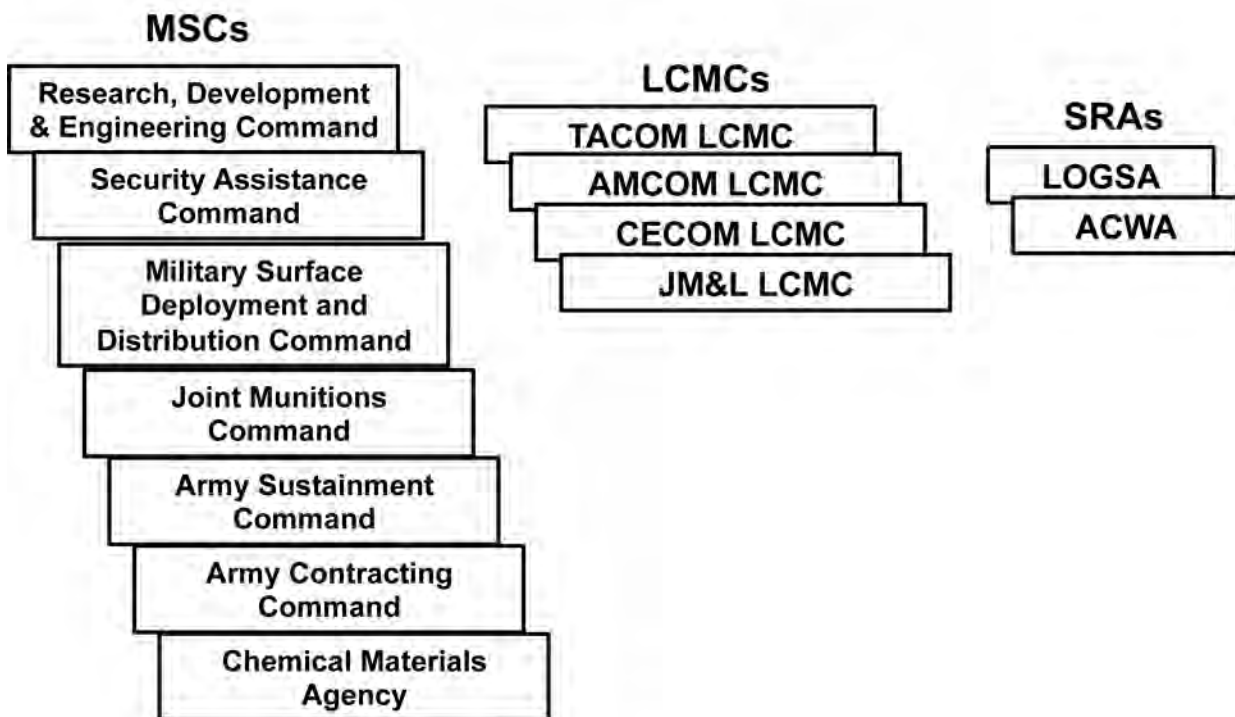 MSCs
Research, Development
& Engineering Command
Security Assistance
Command
Military Surface
Deployment and
Distribution Command
Joint Munitions
Command
Army Sustainment
Command
Army Contracting
Command
Chemical Materials
Agency
LCMCs
TACOM LCMC
AMCOM LCMC
CECOM LCMC
JM&L LCMC
SRAs
LOGSA
ACWA